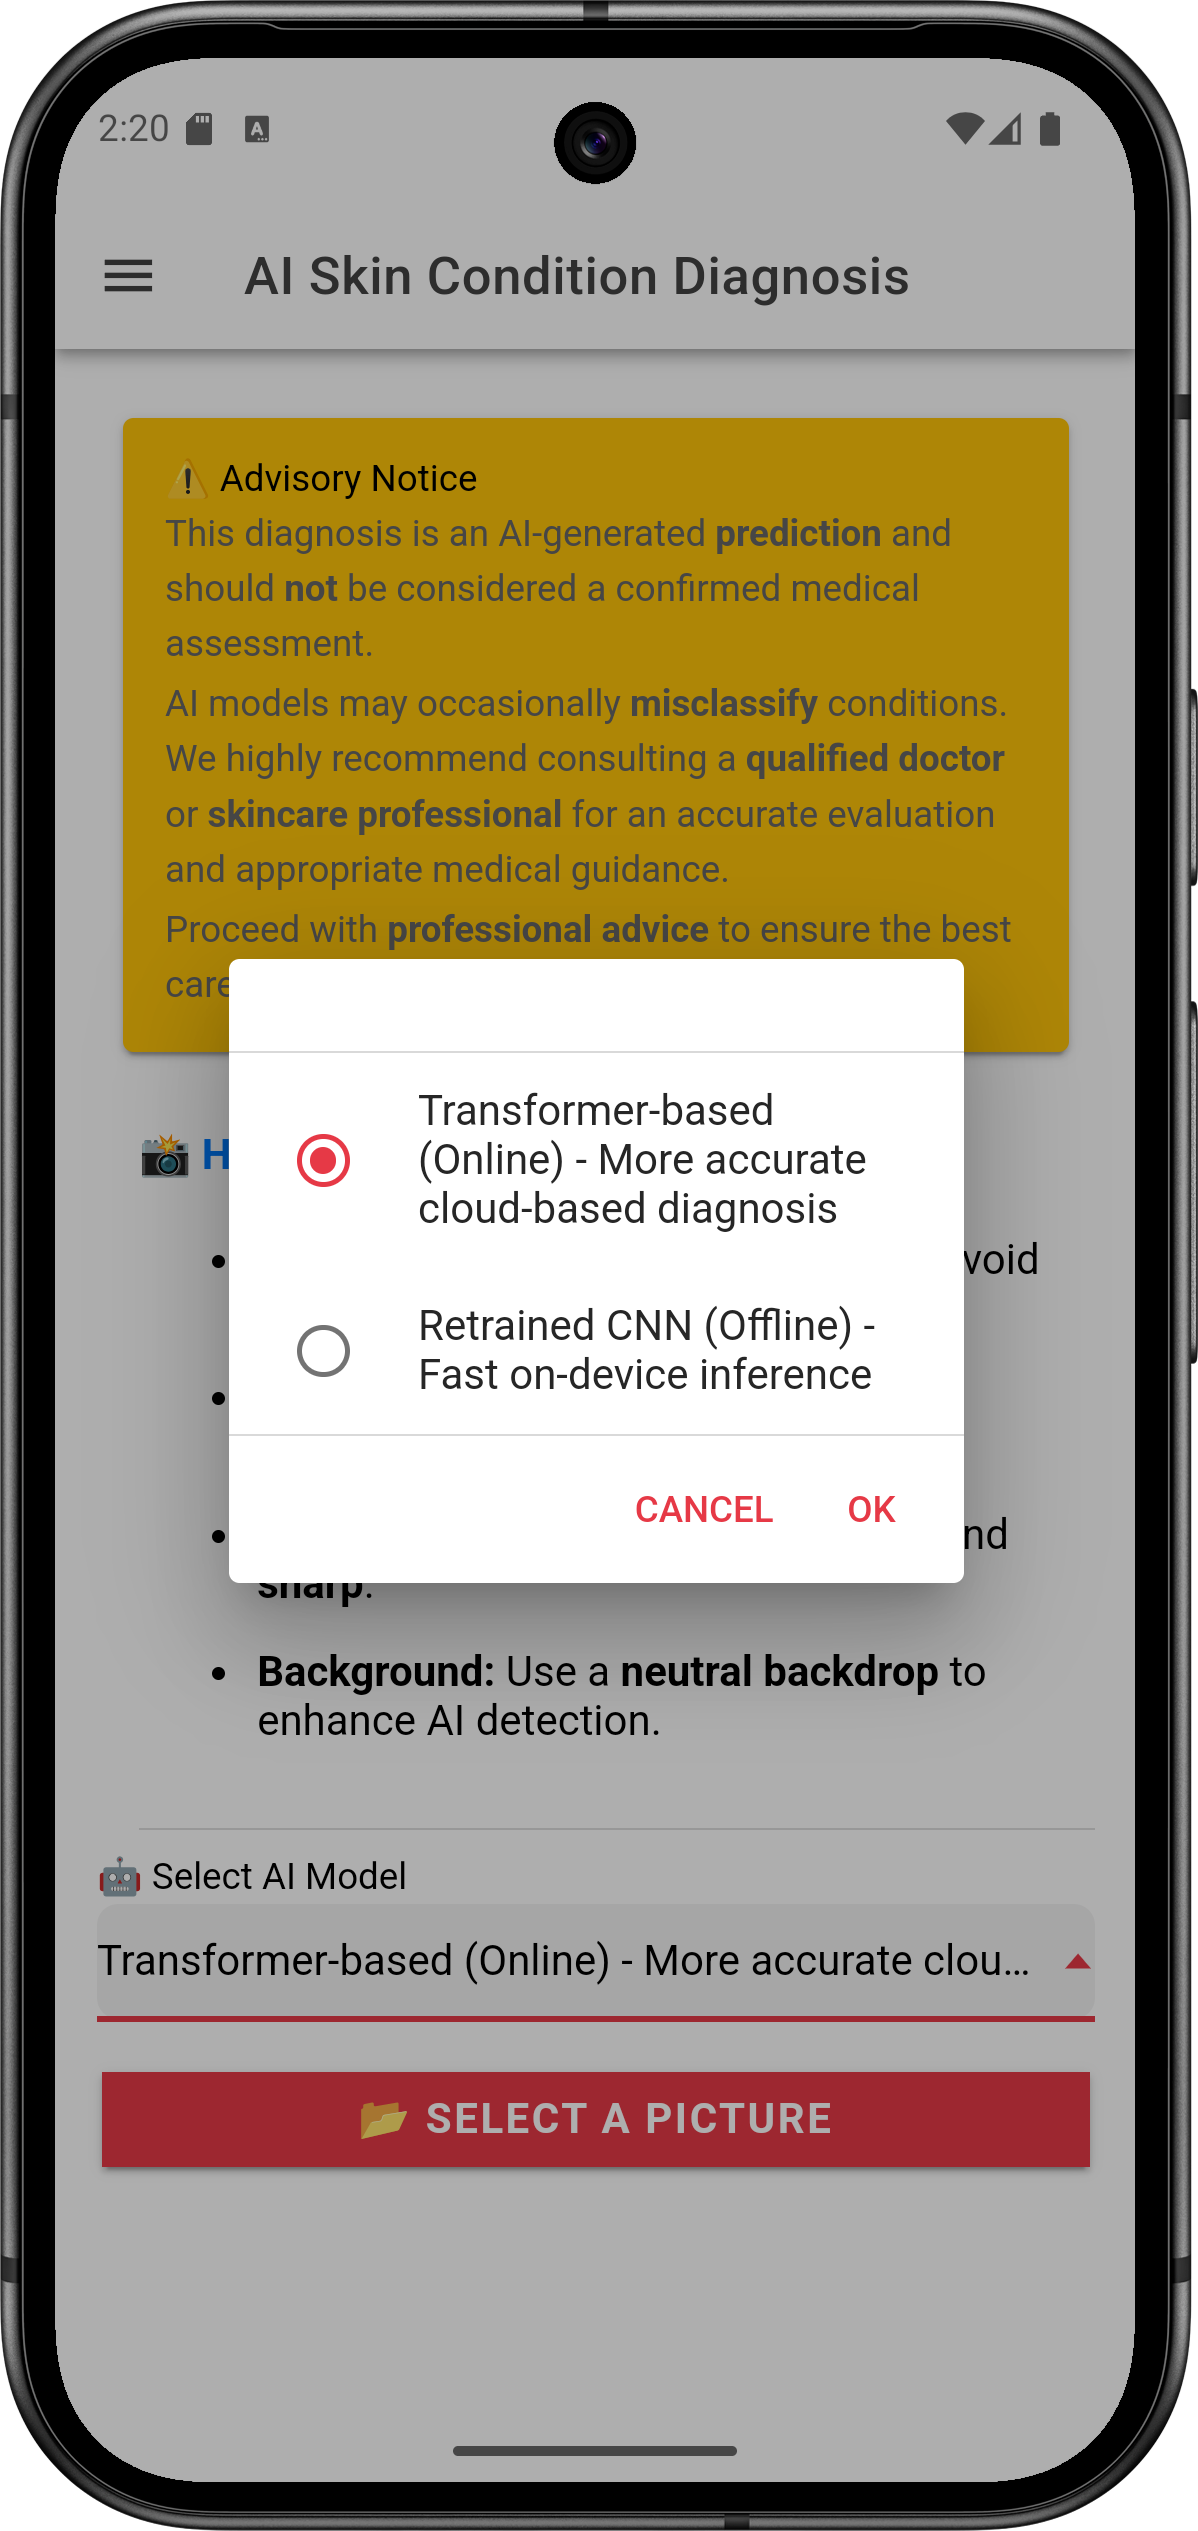 2:20
AI Skin Condition Diagnosis
⚠️ Advisory Notice
This diagnosis is an AI-generated prediction and
should not be considered a confirmed medical
assessment.
AI models may occasionally misclassify conditions.
We highly recommend consulting a qualified doctor
or skincare professional for an accurate evaluation
and appropriate medical guidance.
Proceed with professional advice to ensure the best
care
Transformer-based
(Online) - More accurate
cloud-based diagnosis
Retrained CNN (Offline) -
Fast on-device inference
CANCEL OK
sharp.
• Background: Use a neutral backdrop to
enhance AI detection.
🤖 Select AI Model
Transformer-based (Online) - More accurate clou...
📂 SELECT A PICTURE